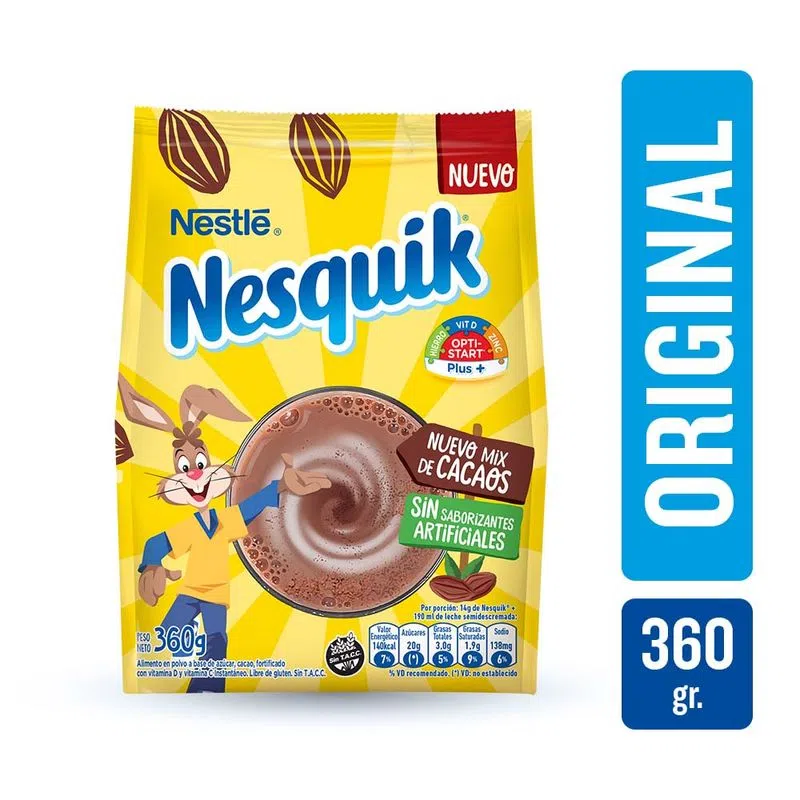 NUEVO
Nestlé®
Nesquik®
HIERRO VIT D ZINC
OPTI-
START
Plus +
NUEVO MIX
DE CACAOS
SIN SABORIZANTES
ARTIFICIALES
Por porción: 14g de Nesquik® +
190 ml de leche semidescremada:
Valor Energético 140kcal 7%
Azúcares 20g (*)
Grasas Totales 3,0g 5%
Grasas Saturadas 1,9g 9%
Sodio 138mg 6%
% VD recomendado. (*) VD: no establecido
PESO NETO 360g
Sin T.A.C.C.
Alimento en polvo a base de azúcar, cacao, fortificado
con vitamina D y vitamina C Instantáneo. Libre de gluten. Sin T.A.C.C.
ORIGINAL
360
gr.